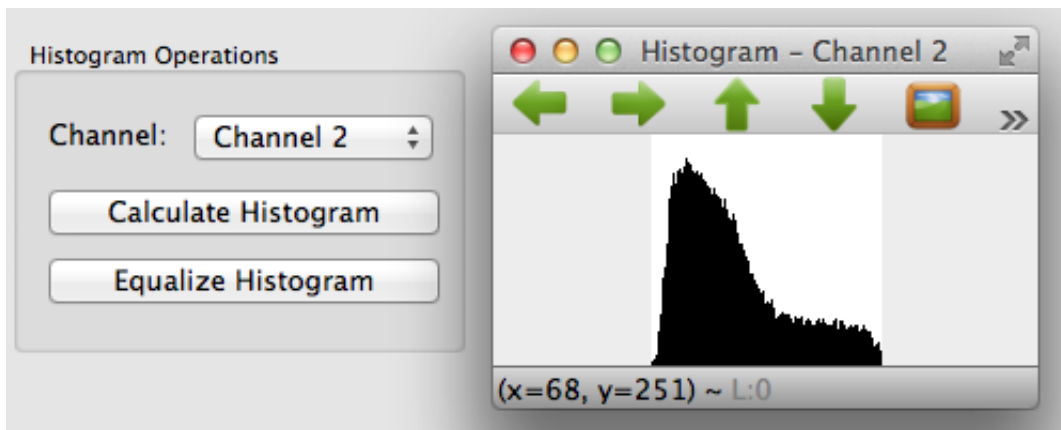 Histogram Operations
Channel:
Channel 2
Calculate Histogram
Equalize Histogram
Histogram – Channel 2
»
(x=68, y=251) ~ L:0